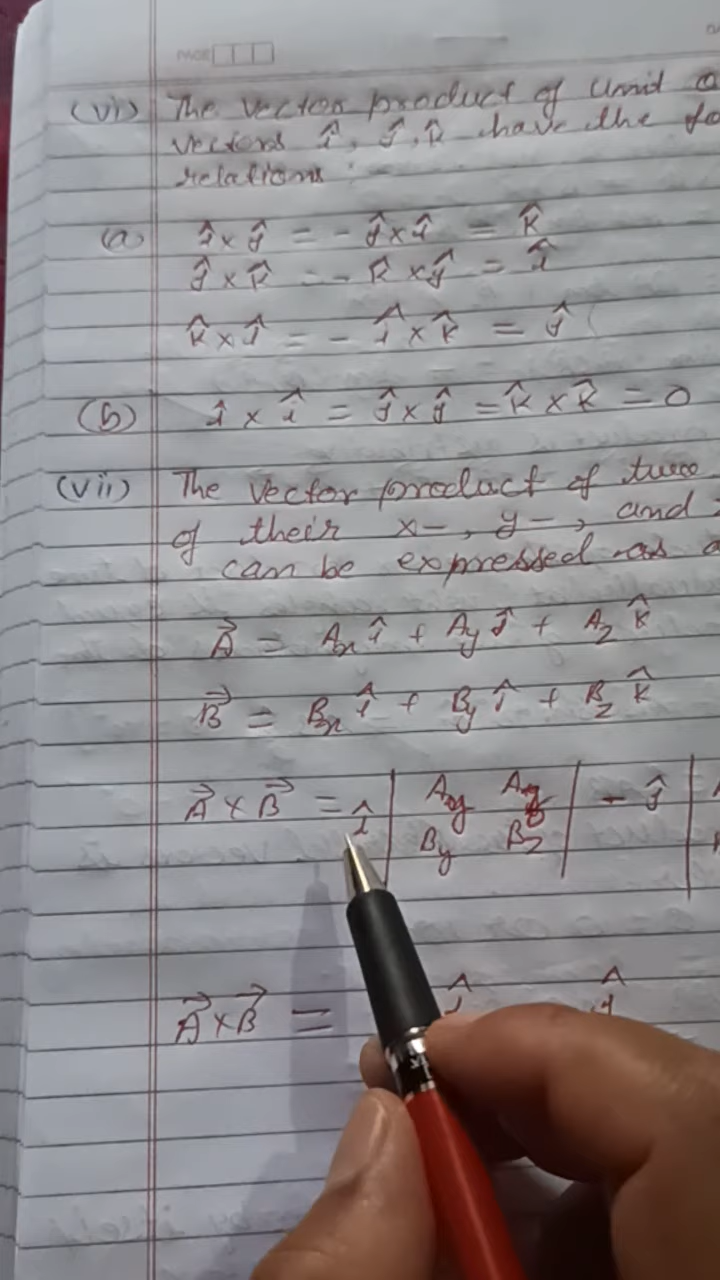 PAGE
(vi) The vector product of unit
vectors î, ĵ, k̂ have the
relations :
(a) î × ĵ = - ĵ × î = k̂
ĵ × k̂ = - k̂ × ĵ = î
k̂ × î = - î × k̂ = ĵ
(b) î × î = ĵ × ĵ = k̂ × k̂ = 0
(vii) The vector product of two
of their x-, y-, and
can be expressed as
A⃗ = Ax î + Ay ĵ + Az k̂
B⃗ = Bx î + By ĵ + Bz k̂
A⃗ × B⃗ = î | Ay Az | - ĵ |
By Bz
A⃗ × B⃗ = î ĵ